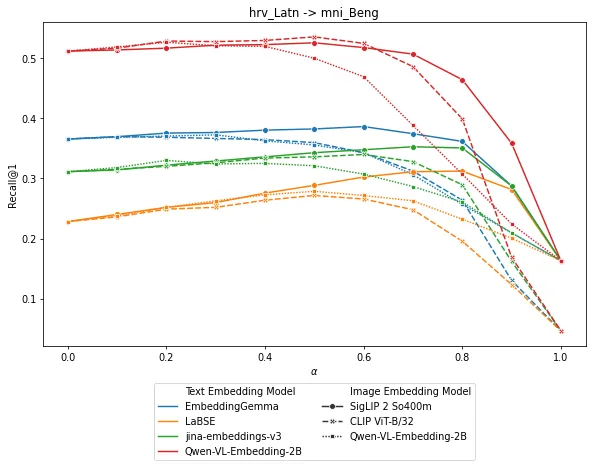 hrv_Latn -> mni_Beng
Recall@1
0.5
0.4
0.3
0.2
0.1
0.0 0.2 0.4 0.6 0.8 1.0
α
Text Embedding Model
EmbeddingGemma
LaBSE
jina-embeddings-v3
Qwen-VL-Embedding-2B
Image Embedding Model
SigLIP 2 So400m
CLIP ViT-B/32
Qwen-VL-Embedding-2B